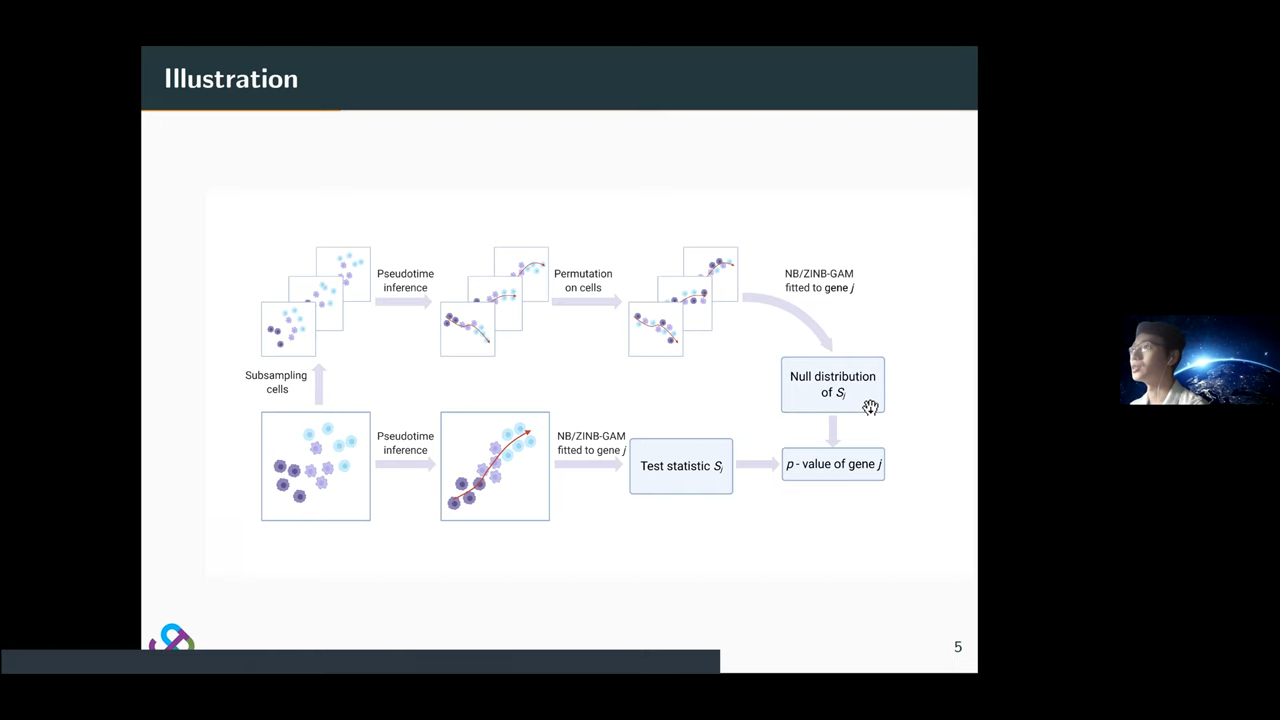 Illustration
Pseudotime
inference
Permutation
on cells
NB/ZINB-GAM
fitted to gene j
Subsampling
cells
Null distribution
of Sj
Pseudotime
inference
NB/ZINB-GAM
fitted to gene j
Test statistic Sj
p - value of gene j
5